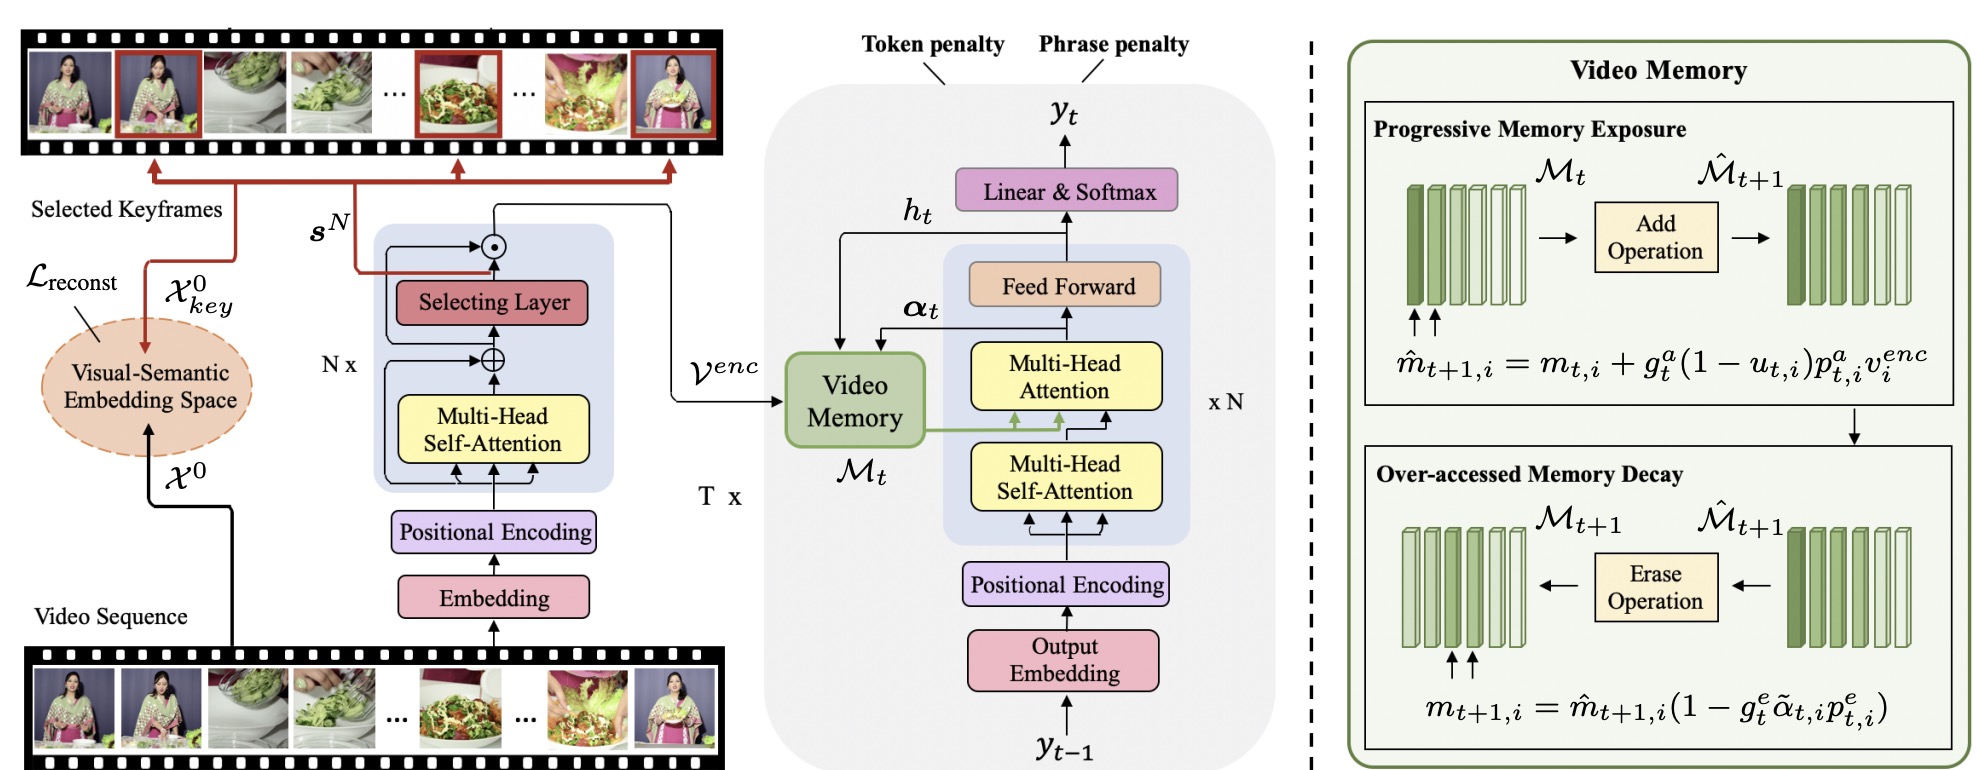 Selected Keyframes
$s^N$
$\mathcal{L}_{\text{reconst}}$
$\mathcal{X}^0_{key}$
Visual-Semantic
Embedding Space
$\mathcal{X}^0$
Video Sequence
...
...
N x
Selecting Layer
Multi-Head
Self-Attention
Positional Encoding
Embedding
...
...
$\mathcal{V}^{enc}$
T x
Token penalty
Phrase penalty
$y_t$
Linear & Softmax
$h_t$
Feed Forward
$\boldsymbol{\alpha}_t$
Multi-Head
Attention
Video
Memory
$\mathcal{M}_t$
x N
Multi-Head
Self-Attention
Positional Encoding
Output
Embedding
$y_{t-1}$
Video Memory
Progressive Memory Exposure
$\mathcal{M}_t$
$\hat{\mathcal{M}}_{t+1}$
Add
Operation
$\hat{m}_{t+1,i} = m_{t,i} + g^a_t(1 - u_{t,i})p^a_{t,i}v^{enc}_i$
Over-accessed Memory Decay
$\mathcal{M}_{t+1}$
$\hat{\mathcal{M}}_{t+1}$
Erase
Operation
$m_{t+1,i} = \hat{m}_{t+1,i}(1 - g^e_t\tilde{\alpha}_{t,i}p^e_{t,i})$